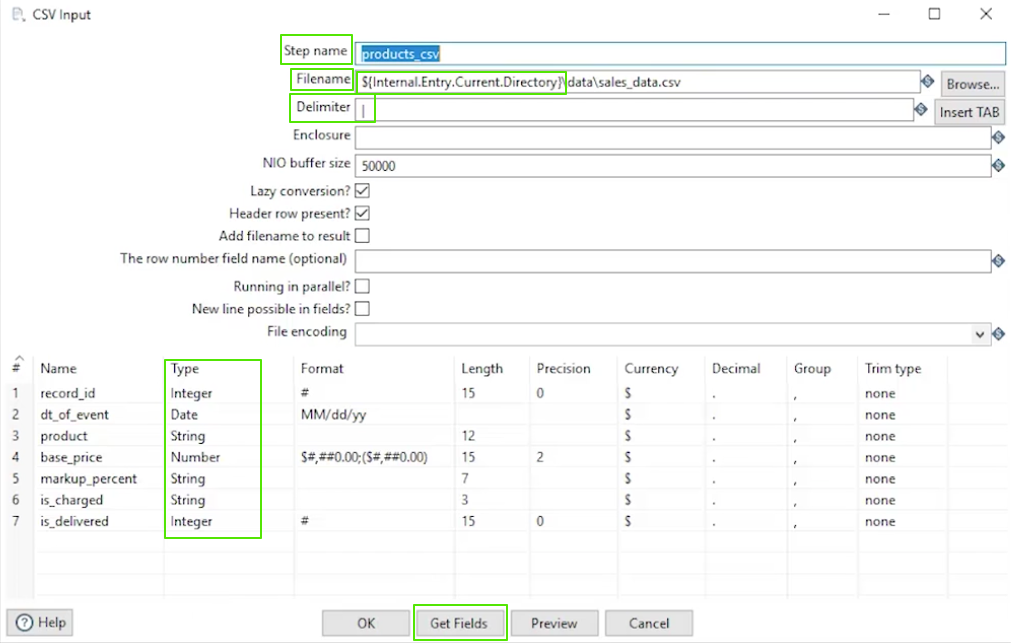 CSV Input
Step name products_csv
Filename ${Internal.Entry.Current.Directory}\data\sales_data.csv Browse...
Delimiter | Insert TAB
Enclosure
NIO buffer size 50000
Lazy conversion?
Header row present?
Add filename to result
The row number field name (optional)
Running in parallel?
New line possible in fields?
File encoding
# Name Type Format Length Precision Currency Decimal Group Trim type
1 record_id Integer # 15 0 $ . , none
2 dt_of_event Date MM/dd/yy $ . , none
3 product String 12 $ . , none
4 base_price Number $#,##0.00;($#,##0.00) 15 2 $ . , none
5 markup_percent String 7 $ . , none
6 is_charged String 3 $ . , none
7 is_delivered Integer # 15 0 $ . , none
? Help OK Get Fields Preview Cancel